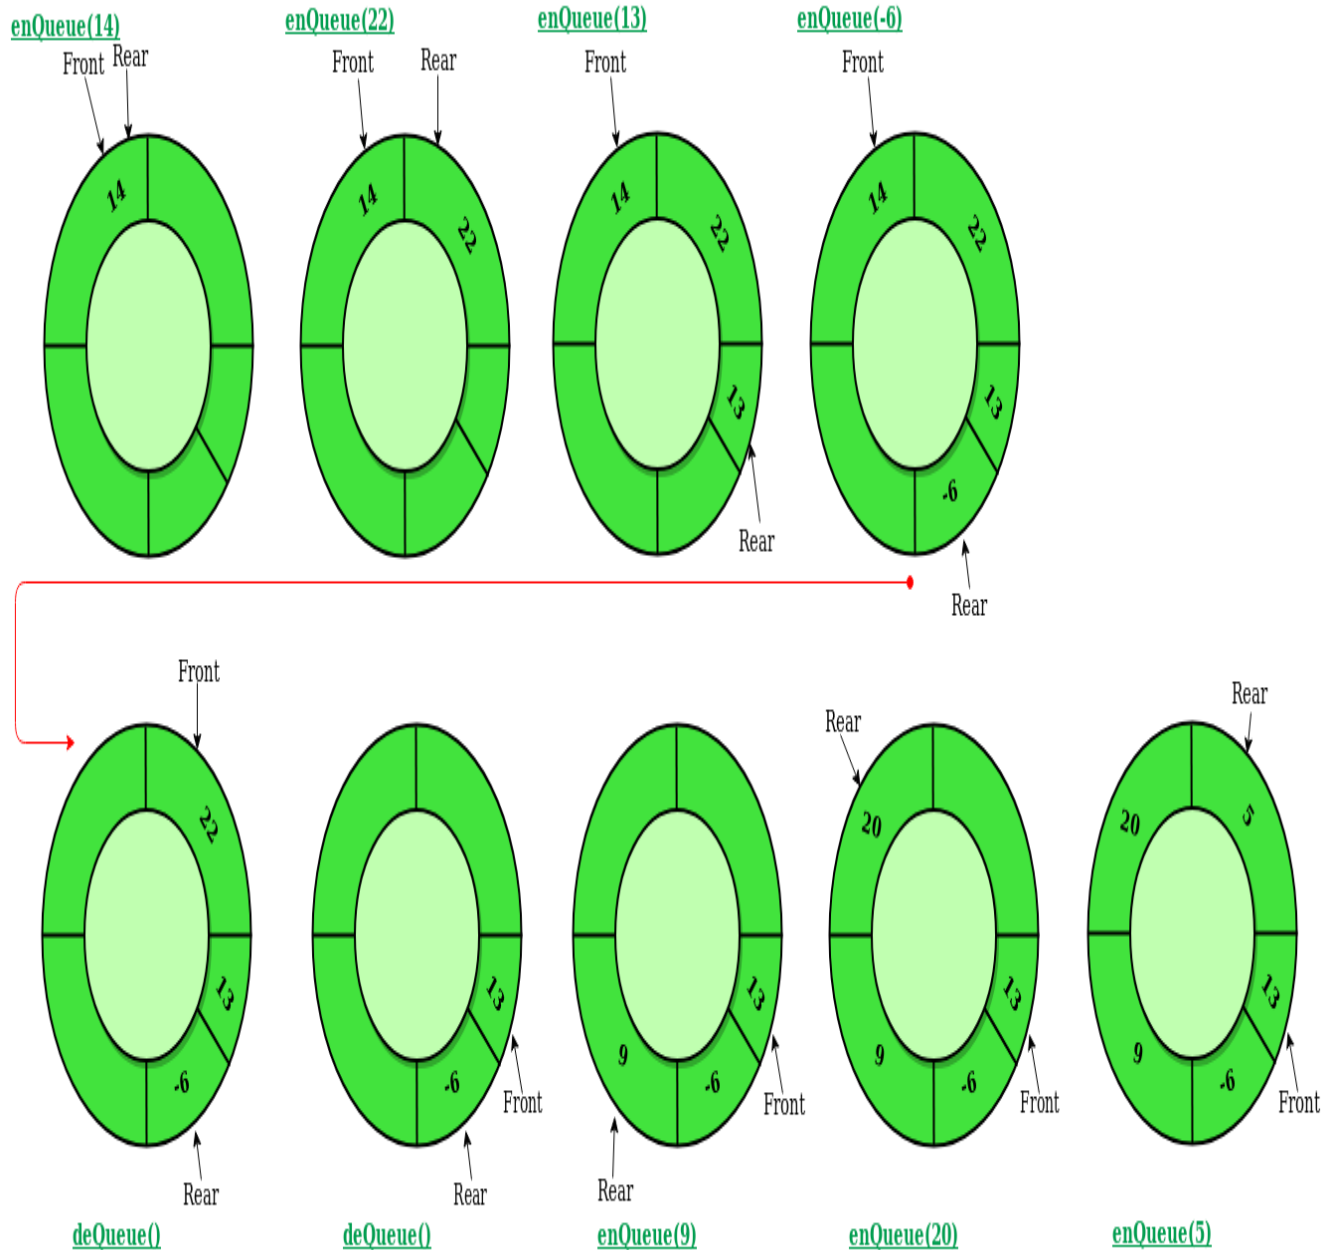 enQueue(14)
Front
Rear
14
enQueue(22)
Front
Rear
14
22
enQueue(13)
Front
14
22
13
Rear
enQueue(-6)
Front
14
22
13
-6
Rear
Front
22
13
-6
Rear
deQueue()
13
-6
Front
Rear
deQueue()
13
9
-6
Front
Rear
enQueue(9)
Rear
20
13
9
-6
Front
enQueue(20)
Rear
20
5
13
9
-6
Front
enQueue(5)